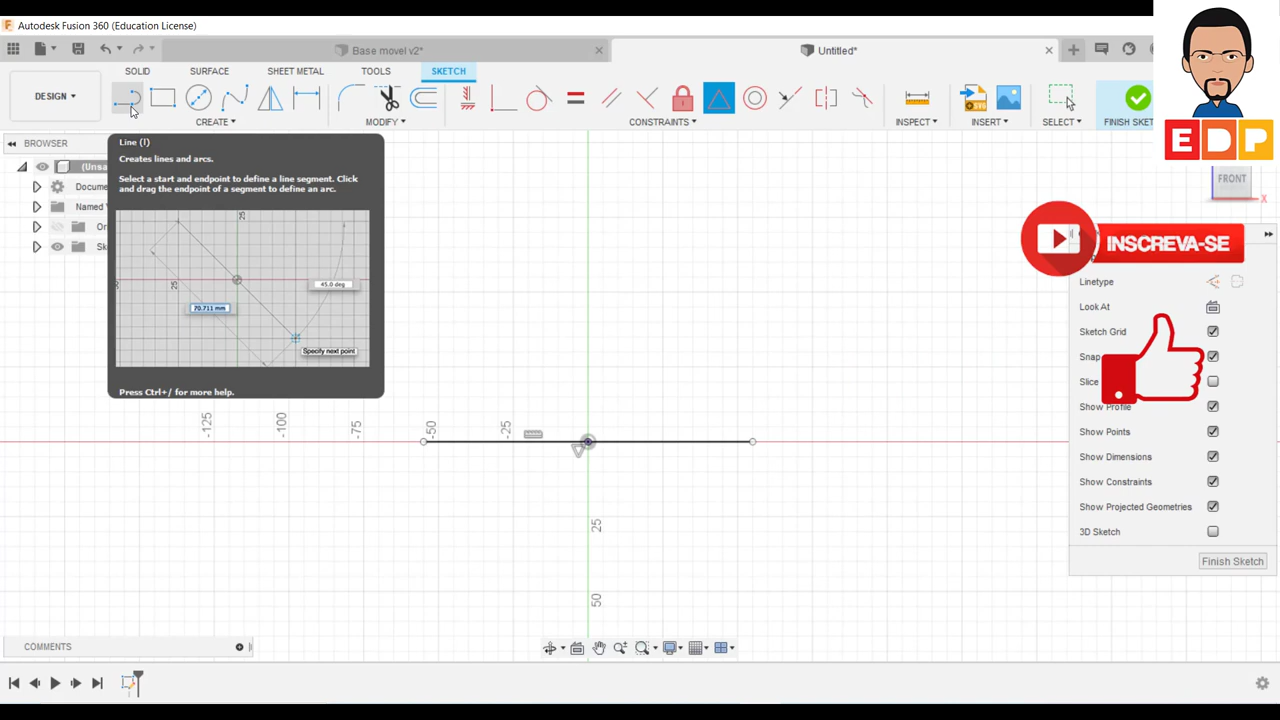 Autodesk Fusion 360 (Education License)
Base movel v2*
Untitled*
SOLID
SURFACE
SHEET METAL
TOOLS
SKETCH
DESIGN
CREATE
MODIFY
CONSTRAINTS
INSPECT
INSERT
SELECT
FINISH SKET
EDP
BROWSER
(Unsa
Docume
Named V
Or
Sk
Line (l)
Creates lines and arcs.
Select a start and endpoint to define a line segment. Click
and drag the endpoint of a segment to define an arc.
25
25
45.0 deg
70.711 mm
Specify next point
Press Ctrl+/ for more help.
FRONT
X
INSCREVA-SE
Linetype
Look At
Sketch Grid
Snap
Slice
Show Profile
Show Points
Show Dimensions
Show Constraints
Show Projected Geometries
3D Sketch
Finish Sketch
-125
-100
-75
-50
-25
25
50
COMMENTS